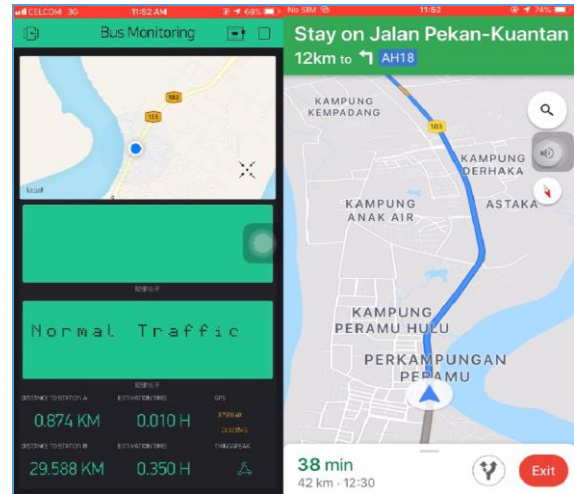 CELCOM 3G 11:52 AM 68%
Bus Monitoring
183
183
Legal
Normal Traffic
DISTANCE TO STATION A ESTIMATION TIME GPS
0.874 KM 0.010 H
DISTANCE TO STATION B ESTIMATION TIME THINGSPEAK
29.588 KM 0.350 H
No SIM 11:52 74%
Stay on Jalan Pekan-Kuantan
12km to AH18
KAMPUNG
KEMPADANG
183
KAMPUNG
DERHAKA
KAMPUNG
ANAK AIR
ASTAKA
KAMPUNG
PERAMU HULU
PERKAMPUNGAN
PERAMU
38 min
42 km · 12:30
Exit